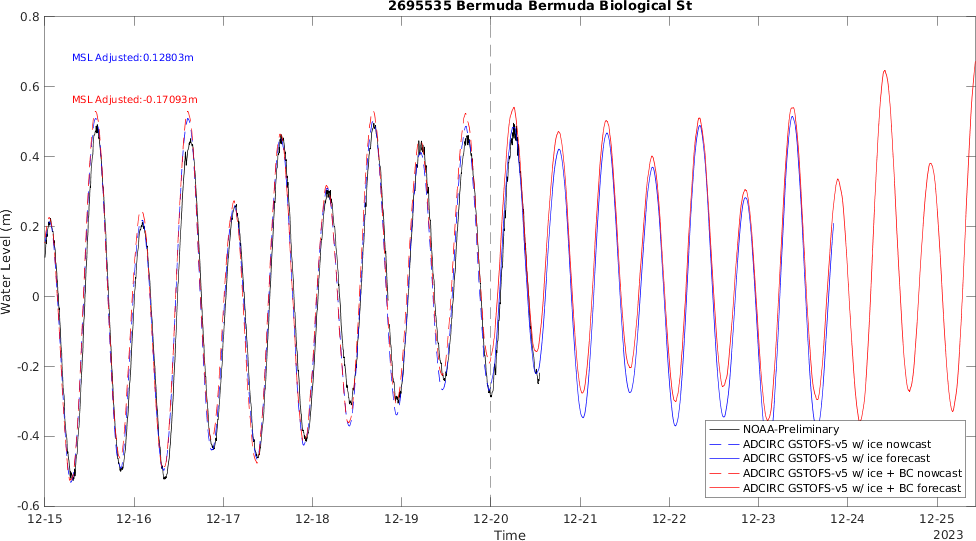 2695535 Bermuda Bermuda Biological St
0.8
MSL Adjusted:0.12803m
0.6
MSL Adjusted:-0.17093m
0.4
0.2
Water Level (m)
0
-0.2
-0.4
NOAA-Preliminary
ADCIRC GSTOFS-v5 w/ ice nowcast
ADCIRC GSTOFS-v5 w/ ice forecast
ADCIRC GSTOFS-v5 w/ ice + BC nowcast
ADCIRC GSTOFS-v5 w/ ice + BC forecast
-0.6
12-15 12-16 12-17 12-18 12-19 12-20 12-21 12-22 12-23 12-24 12-25
Time
2023